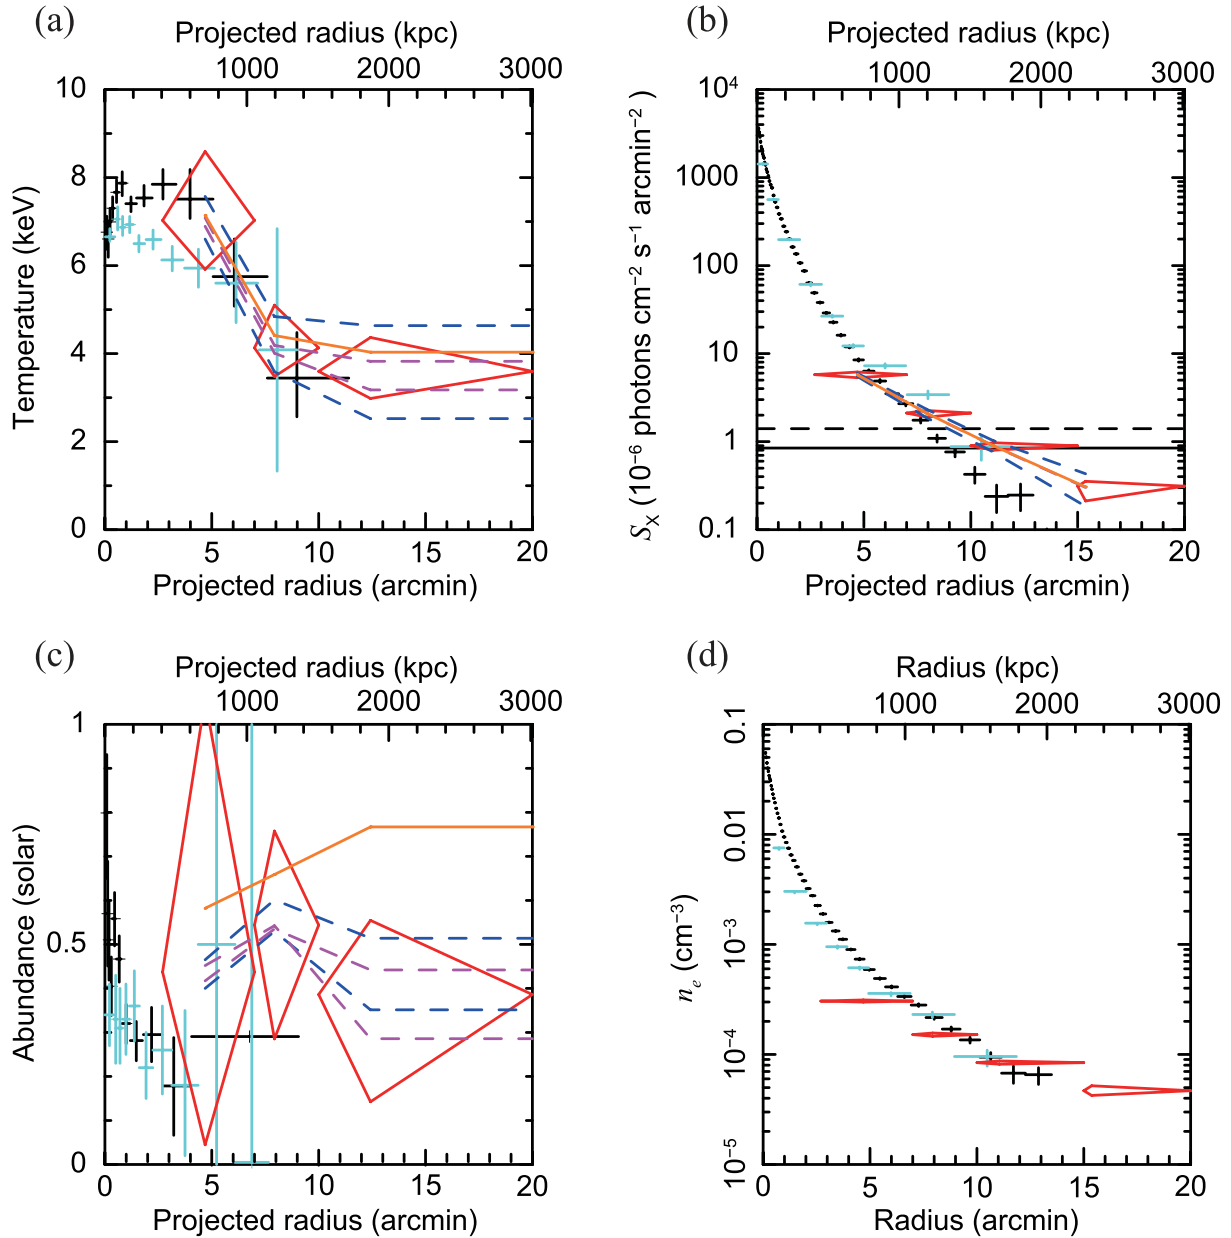 (a)
Projected radius (kpc)
1000 2000 3000
10
8
6
4
2
0
Temperature (keV)
0 5 10 15 20
Projected radius (arcmin)
(b)
Projected radius (kpc)
1000 2000 3000
10⁴
1000
100
10
1
0.1
S_X (10⁻⁶ photons cm⁻² s⁻¹ arcmin⁻²)
0 5 10 15 20
Projected radius (arcmin)
(c)
Projected radius (kpc)
1000 2000 3000
1
0.5
0
Abundance (solar)
0 5 10 15 20
Projected radius (arcmin)
(d)
Radius (kpc)
1000 2000 3000
0.1
0.01
10⁻³
10⁻⁴
10⁻⁵
n_e (cm⁻³)
0 5 10 15 20
Radius (arcmin)